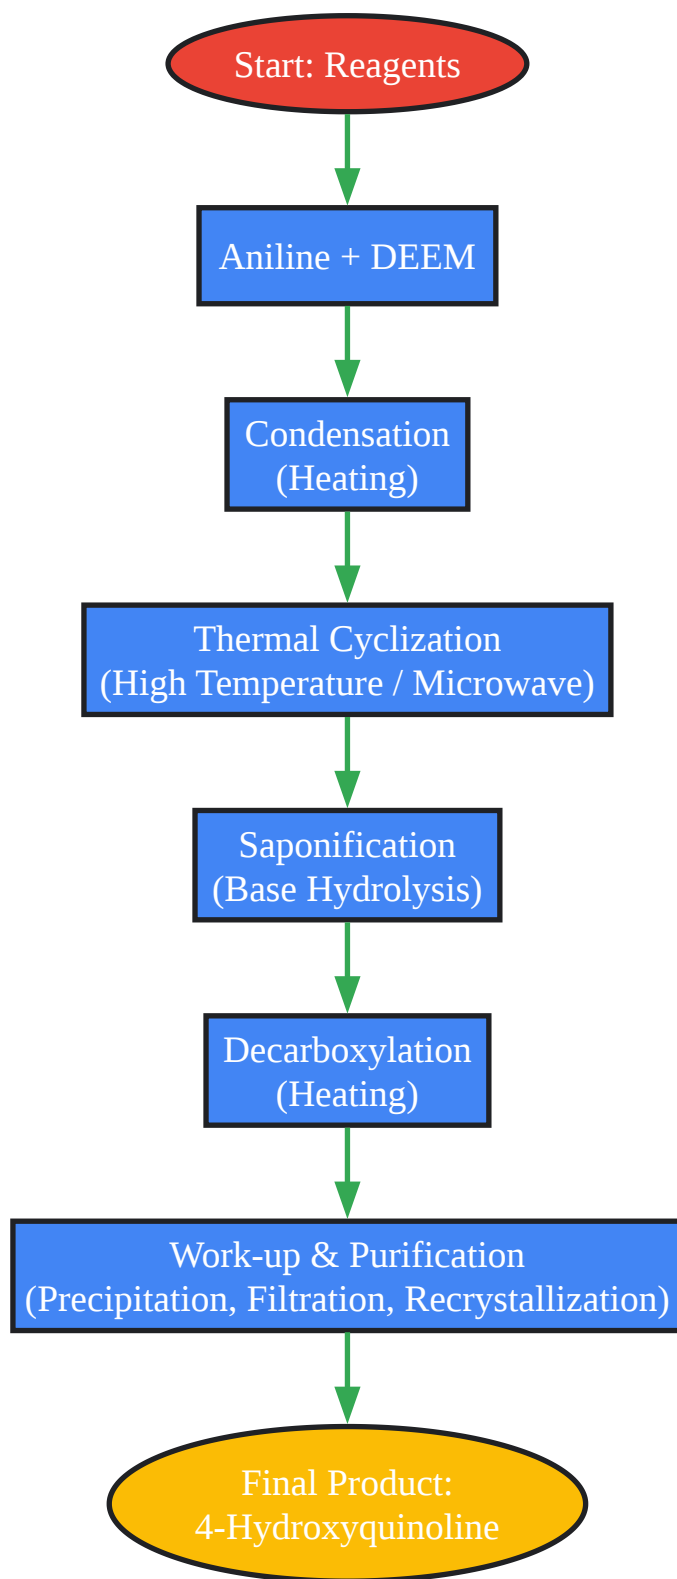 Start: Reagents
Aniline + DEEM
Condensation
(Heating)
Thermal Cyclization
(High Temperature / Microwave)
Saponification
(Base Hydrolysis)
Decarboxylation
(Heating)
Work-up & Purification
(Precipitation, Filtration, Recrystallization)
Final Product:
4-Hydroxyquinoline